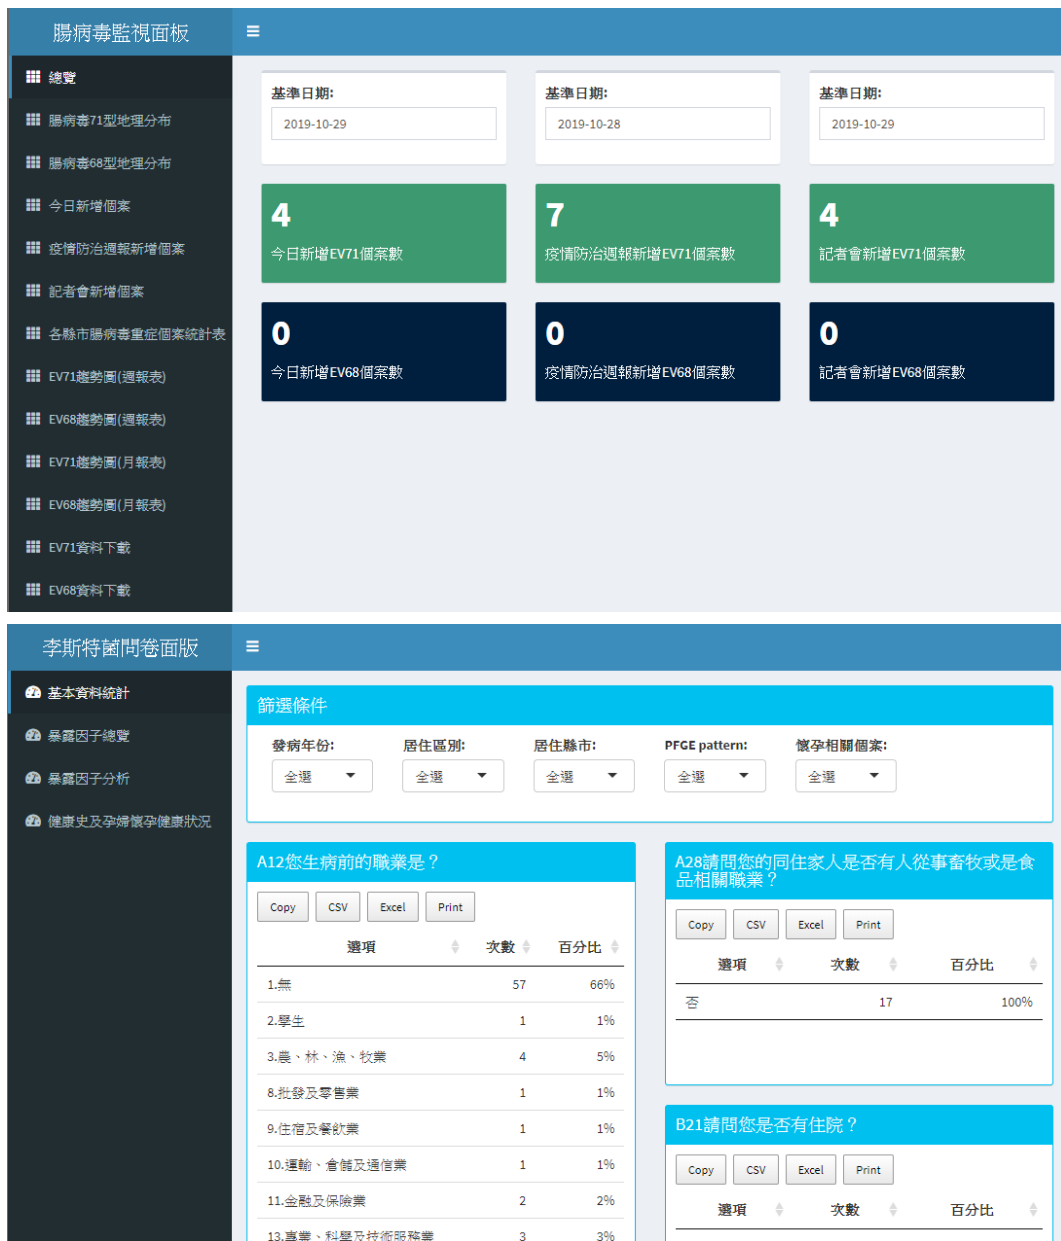 腸病毒監視面板
總覽
腸病毒71型地理分布
腸病毒68型地理分布
今日新增個案
疫情防治週報新增個案
記者會新增個案
各縣市腸病毒重症個案統計表
EV71趨勢圖(週報表)
EV68趨勢圖(週報表)
EV71趨勢圖(月報表)
EV68趨勢圖(月報表)
EV71資料下載
EV68資料下載
基準日期:
2019-10-29
基準日期:
2019-10-28
基準日期:
2019-10-29
4
今日新增EV71個案數
7
疫情防治週報新增EV71個案數
4
記者會新增EV71個案數
0
今日新增EV68個案數
0
疫情防治週報新增EV68個案數
0
記者會新增EV68個案數
李斯特菌問卷面版
基本資料統計
暴露因子總覽
暴露因子分析
健康史及孕婦懷孕健康狀況
篩選條件
發病年份: 居住區別: 居住縣市: PFGE pattern: 懷孕相關個案:
全選 全選 全選 全選 全選
A12您生病前的職業是？
Copy CSV Excel Print
選項 次數 百分比
1.無 57 66%
2.學生 1 1%
3.農、林、漁、牧業 4 5%
8.批發及零售業 1 1%
9.住宿及餐飲業 1 1%
10.運輸、倉儲及通信業 1 1%
11.金融及保險業 2 2%
13.專業、科學及技術服務業 3 3%
A28請問您的同住家人是否有人從事畜牧或是食
品相關職業？
Copy CSV Excel Print
選項 次數 百分比
否 17 100%
B21請問您是否有住院？
Copy CSV Excel Print
選項 次數 百分比